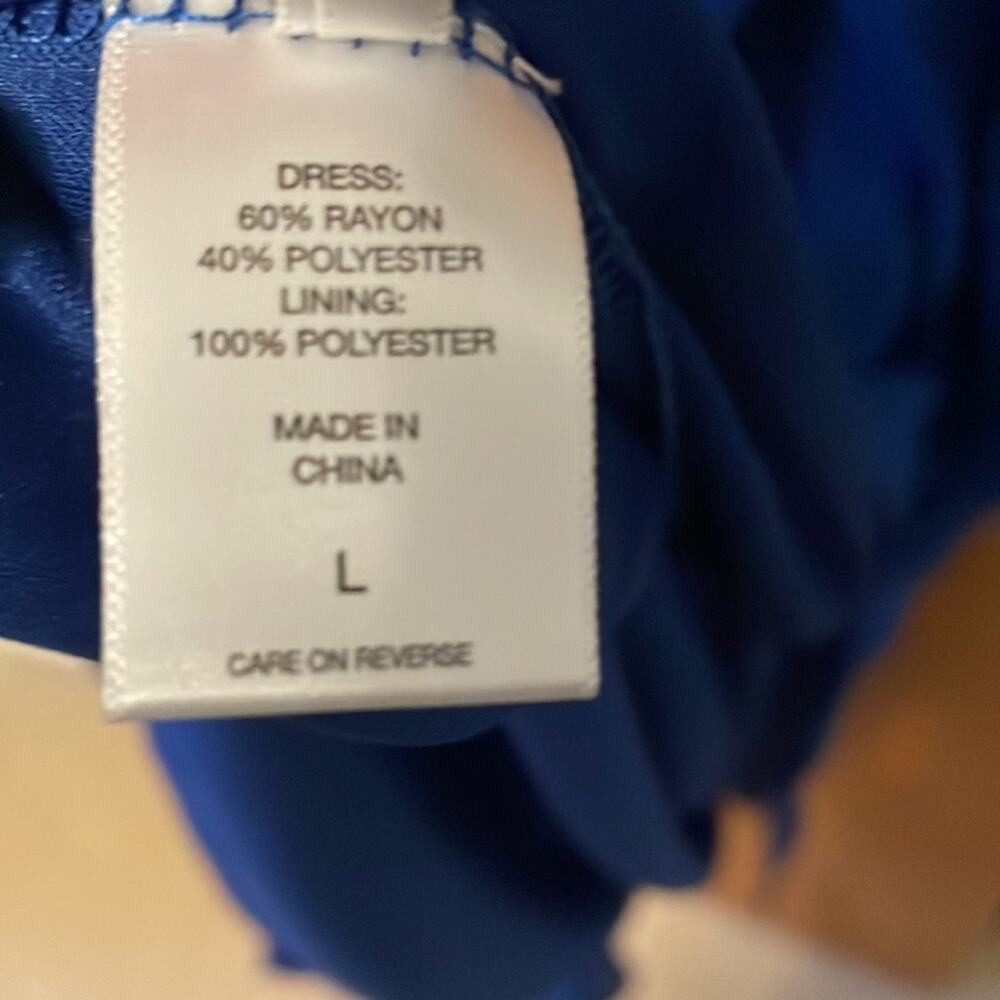 DRESS:
60% RAYON
40% POLYESTER
LINING:
100% POLYESTER
MADE IN
CHINA
L
CARE ON REVERSE